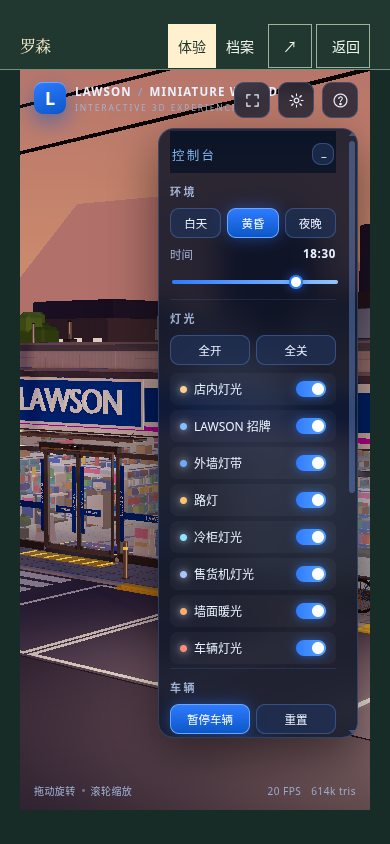 罗森
体验 档案 ↗ 返回
L LAWSON / MINIATURE W
INTERACTIVE 3D EXPERIENC
控制台
环境
白天 黄昏 夜晚
时间 18:30
灯光
全开 全关
店内灯光
LAWSON 招牌
外墙灯带
路灯
冷柜灯光
售货机灯光
墙面暖光
车辆灯光
车辆
暂停车辆 重置
LAWSON
拖动旋转 • 滚轮缩放
20 FPS 614k tris